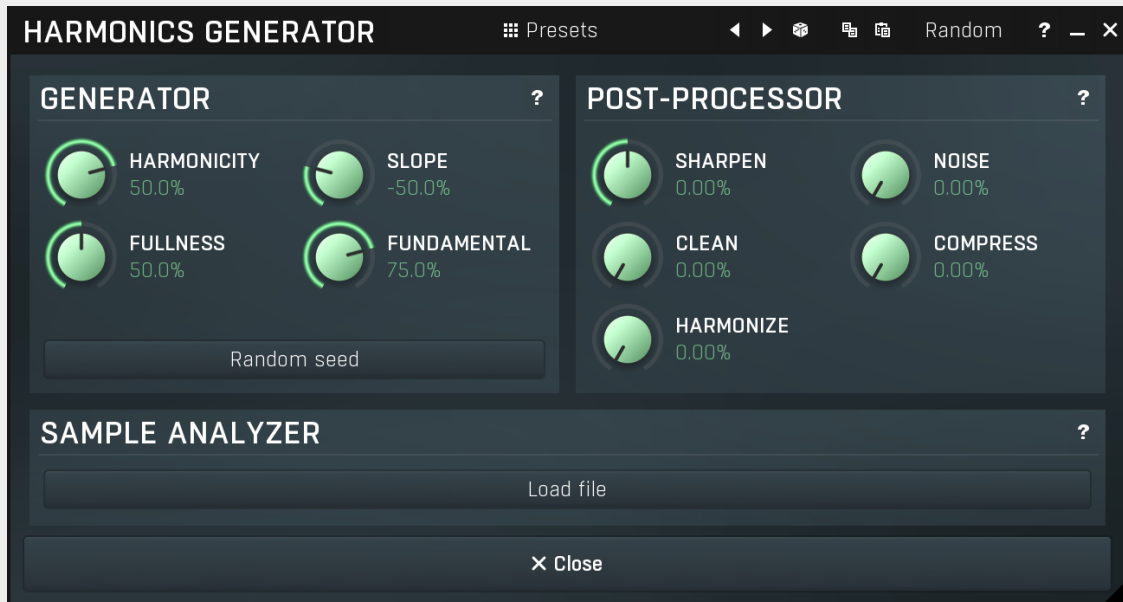 HARMONICS GENERATOR Presets Random ?
GENERATOR ?
HARMONICITY
50.0%
SLOPE
-50.0%
FULLNESS
50.0%
FUNDAMENTAL
75.0%
Random seed
POST-PROCESSOR ?
SHARPEN
0.00%
NOISE
0.00%
CLEAN
0.00%
COMPRESS
0.00%
HARMONIZE
0.00%
SAMPLE ANALYZER ?
Load file
Close